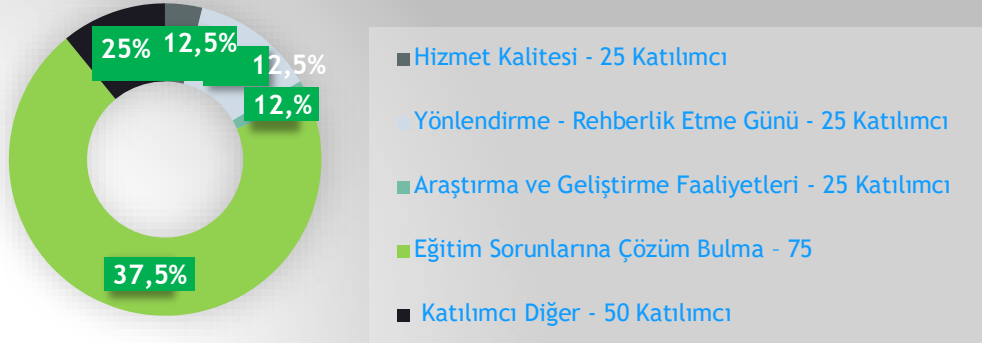 25%
12,5%
12,5%
12,%
37,5%
Hizmet Kalitesi - 25 Katılımcı
Yönlendirme - Rehberlik Etme Günü - 25 Katılımcı
Araştırma ve Geliştirme Faaliyetleri - 25 Katılımcı
Eğitim Sorunlarına Çözüm Bulma – 75
Katılımcı Diğer - 50 Katılımcı